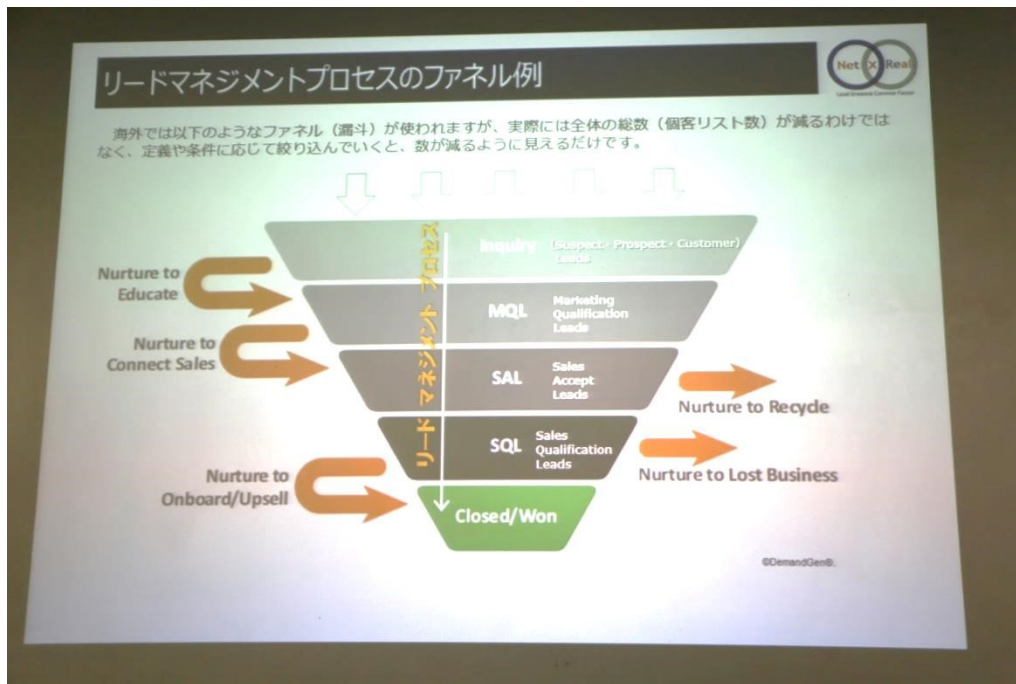 リードマネジメントプロセスのファネル例
Net X Real
海外では以下のようなファネル（漏斗）が使われますが、実際には全体の総数（個客リスト数）が減るわけでは
なく、定義や条件に応じて絞り込んでいくと、数が減るように見えるだけです。
リード マネジメント プロセス
Inquiry
(Suspect・Prospect・Customer)
Leads
Nurture to
Educate
MQL
Marketing
Qualification
Leads
Nurture to
Connect Sales
SAL
Sales
Accept
Leads
Nurture to Recycle
SQL
Sales
Qualification
Leads
Nurture to Lost Business
Nurture to
Onboard/Upsell
Closed/Won
©DemandGen®.